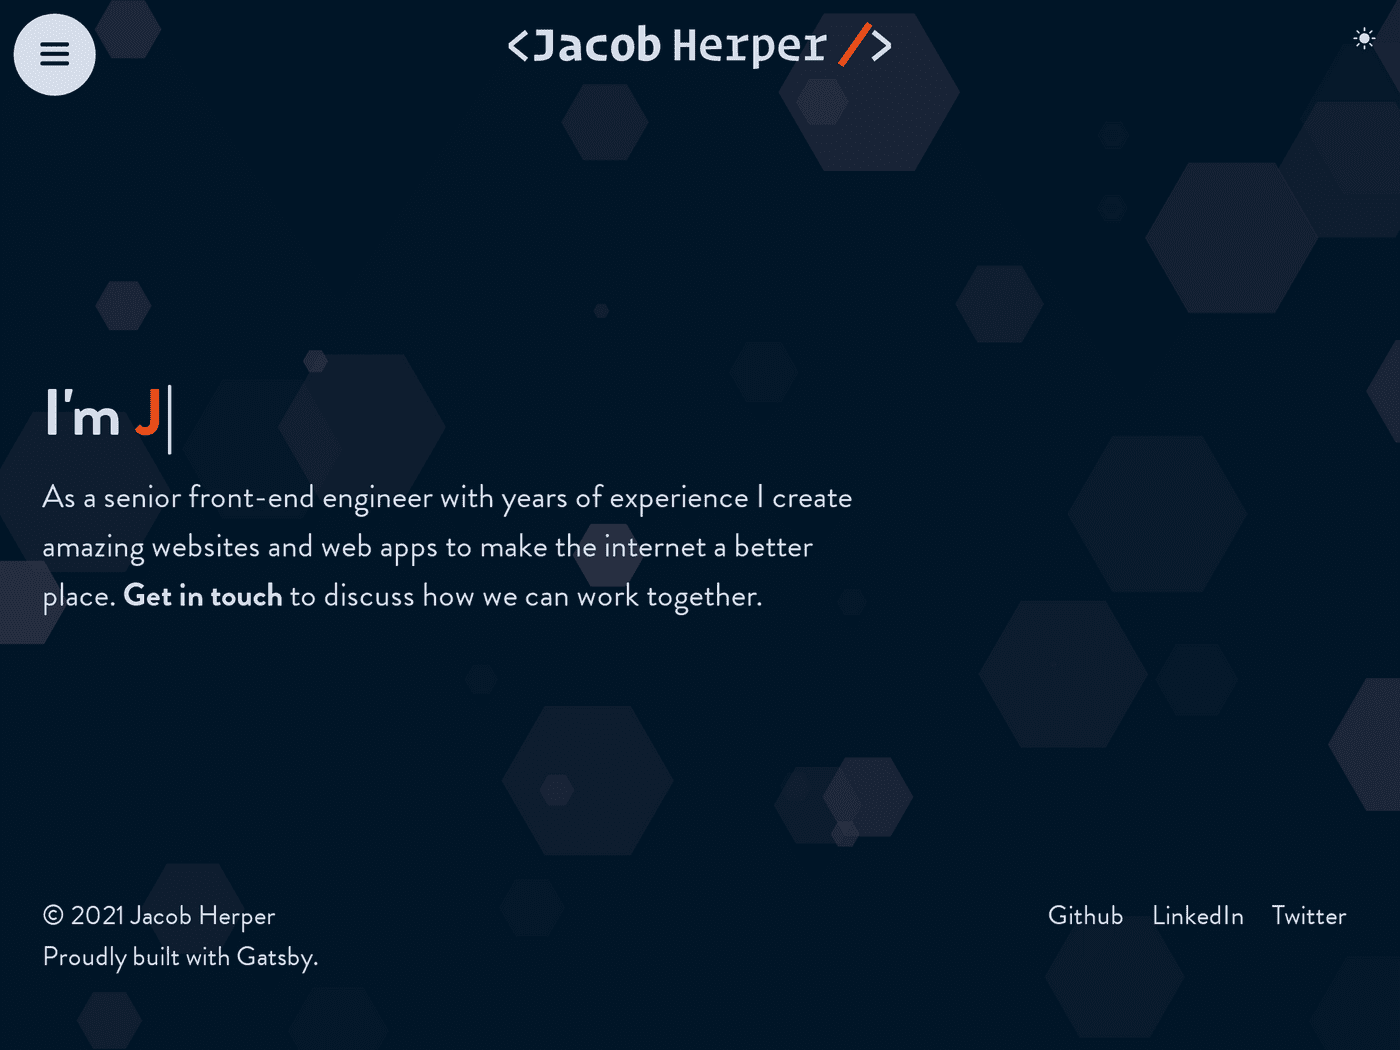 <Jacob Herper />
I'm J
As a senior front-end engineer with years of experience I create
amazing websites and web apps to make the internet a better
place. Get in touch to discuss how we can work together.
© 2021 Jacob Herper
Proudly built with Gatsby.
Github LinkedIn Twitter